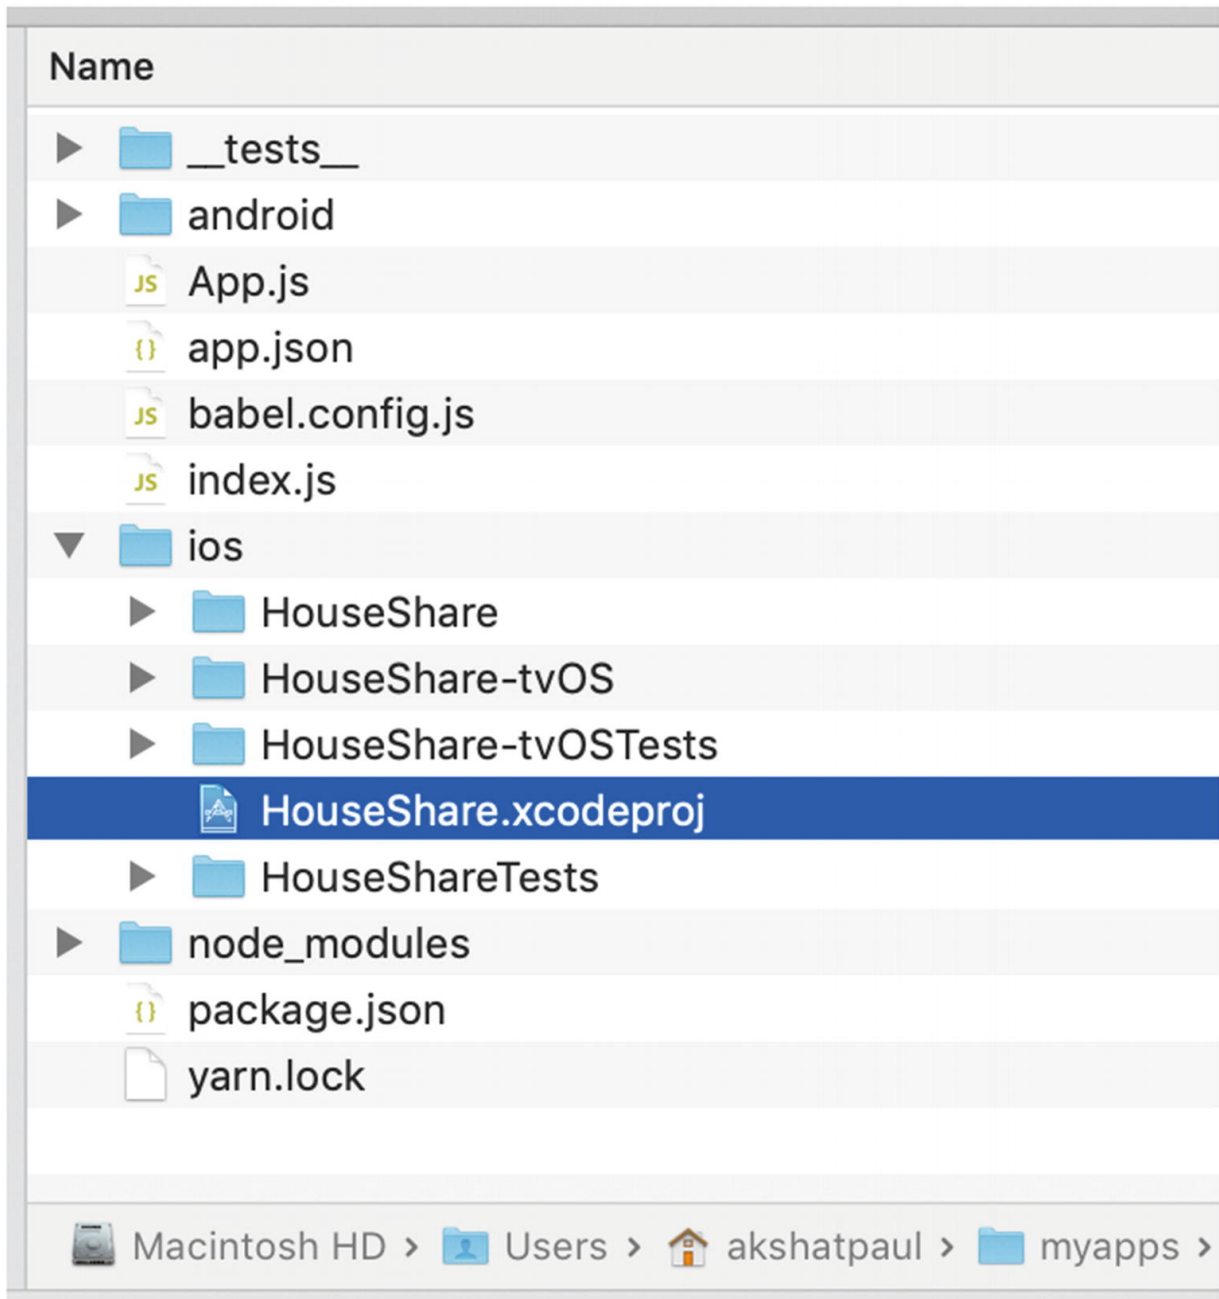 Name
__tests__
android
JS App.js
{} app.json
JS babel.config.js
JS index.js
ios
HouseShare
HouseShare-tvOS
HouseShare-tvOSTests
HouseShare.xcodeproj
HouseShareTests
node_modules
{} package.json
yarn.lock
Macintosh HD › Users › akshatpaul › myapps ›